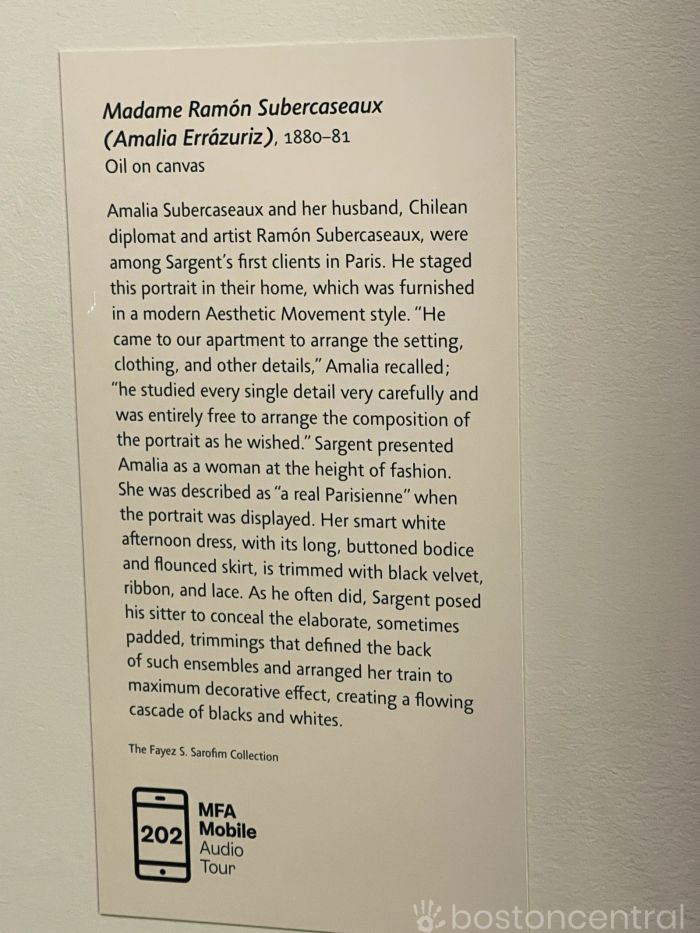 Madame Ramón Subercaseaux
(Amalia Errázuriz), 1880–81
Oil on canvas
Amalia Subercaseaux and her husband, Chilean
diplomat and artist Ramón Subercaseaux, were
among Sargent's first clients in Paris. He staged
this portrait in their home, which was furnished
in a modern Aesthetic Movement style. “He
came to our apartment to arrange the setting,
clothing, and other details,” Amalia recalled;
“he studied every single detail very carefully and
was entirely free to arrange the composition of
the portrait as he wished.” Sargent presented
Amalia as a woman at the height of fashion.
She was described as “a real Parisienne” when
the portrait was displayed. Her smart white
afternoon dress, with its long, buttoned bodice
and flounced skirt, is trimmed with black velvet,
ribbon, and lace. As he often did, Sargent posed
his sitter to conceal the elaborate, sometimes
padded, trimmings that defined the back
of such ensembles and arranged her train to
maximum decorative effect, creating a flowing
cascade of blacks and whites.
The Fayez S. Sarofim Collection
202
MFA
Mobile
Audio
Tour
bostoncentral